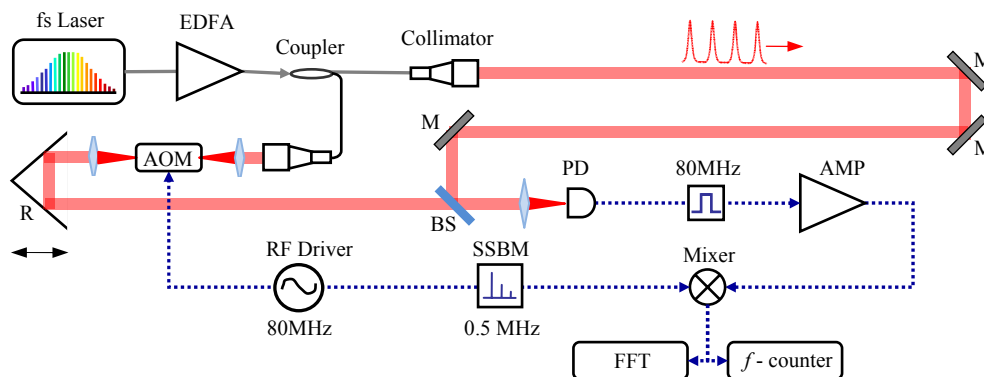 fs Laser
EDFA
Coupler
Collimator
M
M
M
AOM
R
BS
PD
80MHz
AMP
RF Driver
80MHz
SSBM
0.5 MHz
Mixer
FFT
f - counter